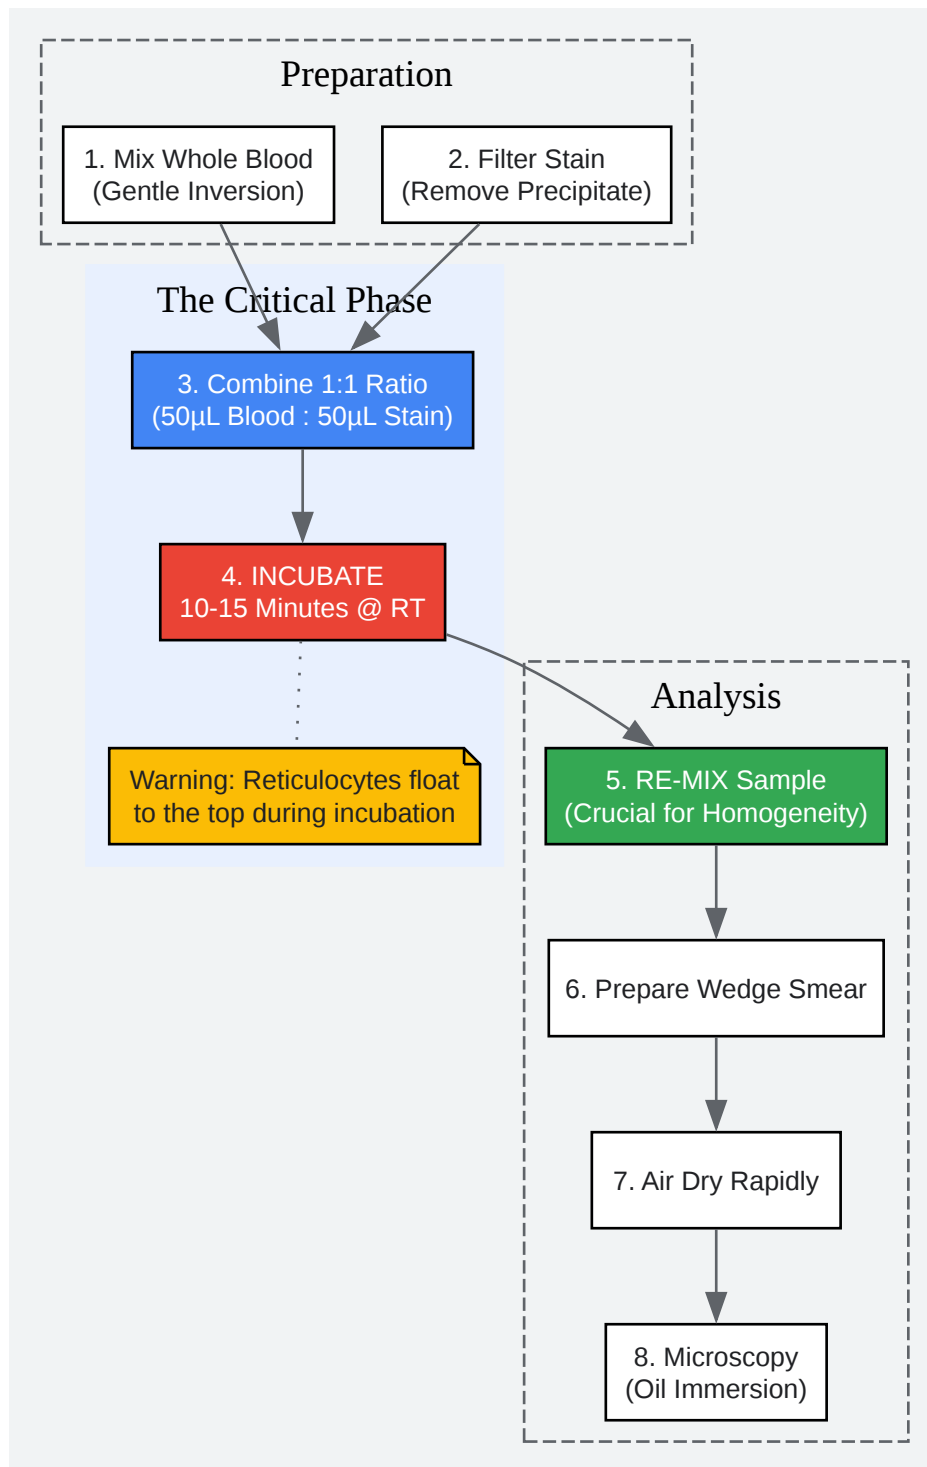 Preparation
1. Mix Whole Blood
(Gentle Inversion)
2. Filter Stain
(Remove Precipitate)
The Critical Phase
3. Combine 1:1 Ratio
(50µL Blood : 50µL Stain)
4. INCUBATE
10-15 Minutes @ RT
Warning: Reticulocytes float
to the top during incubation
Analysis
5. RE-MIX Sample
(Crucial for Homogeneity)
6. Prepare Wedge Smear
7. Air Dry Rapidly
8. Microscopy
(Oil Immersion)